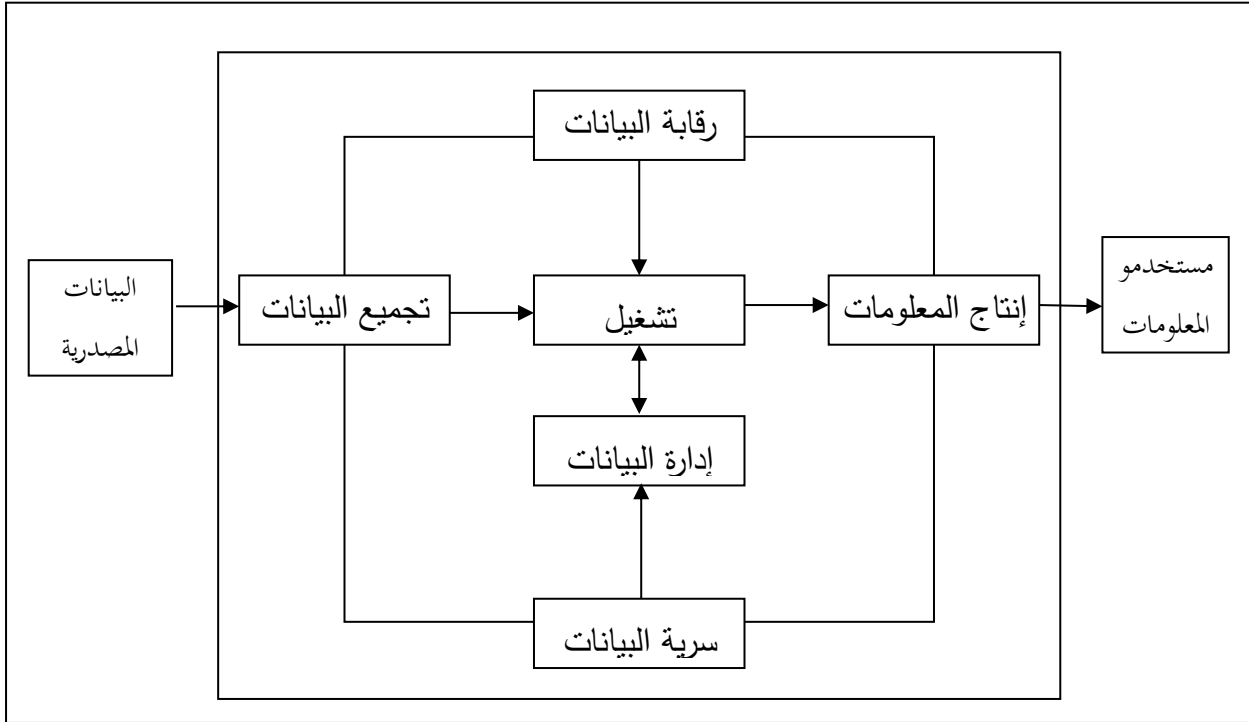 رقابة البيانات
البيانات
المصدرية
تجميع البيانات
تشغيل
إنتاج المعلومات
مستخدمو
المعلومات
إدارة البيانات
سرية البيانات